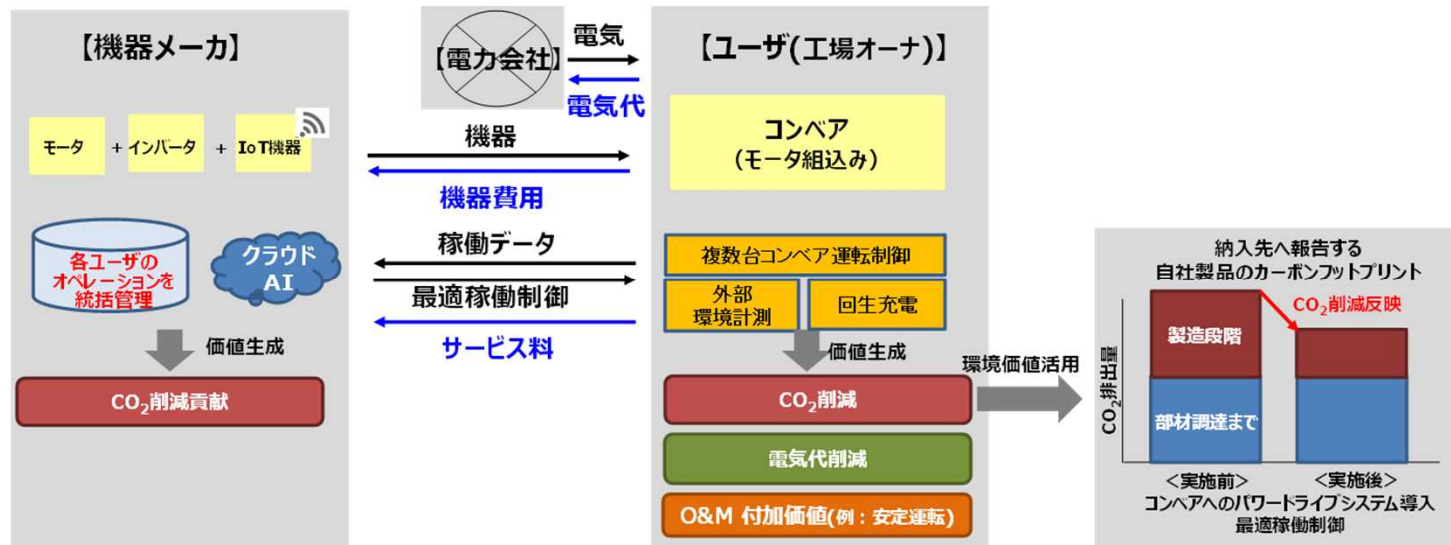 【機器メーカ】
モータ
+
インバータ
+
IoT機器
各ユーザの
オペレーションを
統括管理
クラウド
AI
価値生成
CO₂削減貢献
【電力会社】
電気
電気代
機器
機器費用
稼働データ
最適稼働制御
サービス料
【ユーザ(工場オーナ)】
コンベア
(モータ組込み)
複数台コンベア運転制御
外部
環境計測
回生充電
価値生成
CO₂削減
電気代削減
O&M 付加価値(例：安定運転)
環境価値活用
納入先へ報告する
自社製品のカーボンフットプリント
CO₂削減反映
CO₂排出量
製造段階
部材調達まで
＜実施前＞
＜実施後＞
コンベアへのパワードライブシステム導入
最適稼働制御